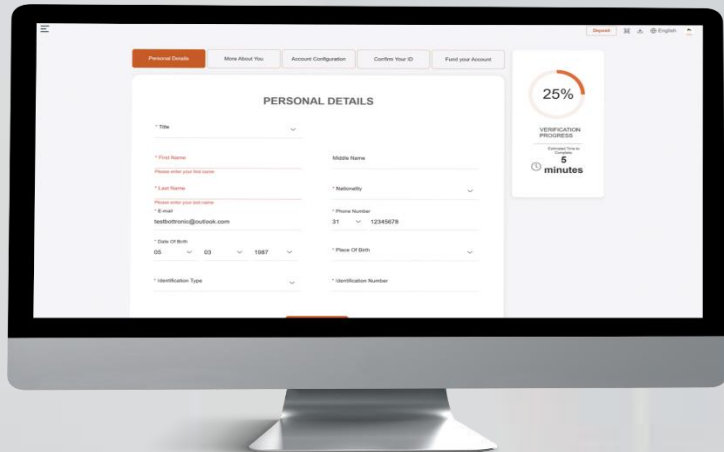 Deposit
English
Personal Details
More About You
Account Configuration
Confirm Your ID
Fund your Account
PERSONAL DETAILS
* Title
* First Name
Middle Name
Please enter your first name
* Last Name
* Nationality
Please enter your last name
* E-mail
* Phone Number
testbottronic@outlook.com
31 12345678
* Date Of Birth
* Place Of Birth
05 03 1987
* Identification Type
* Identification Number
25%
VERIFICATION
PROGRESS
Estimated Time to
Complete
5
minutes